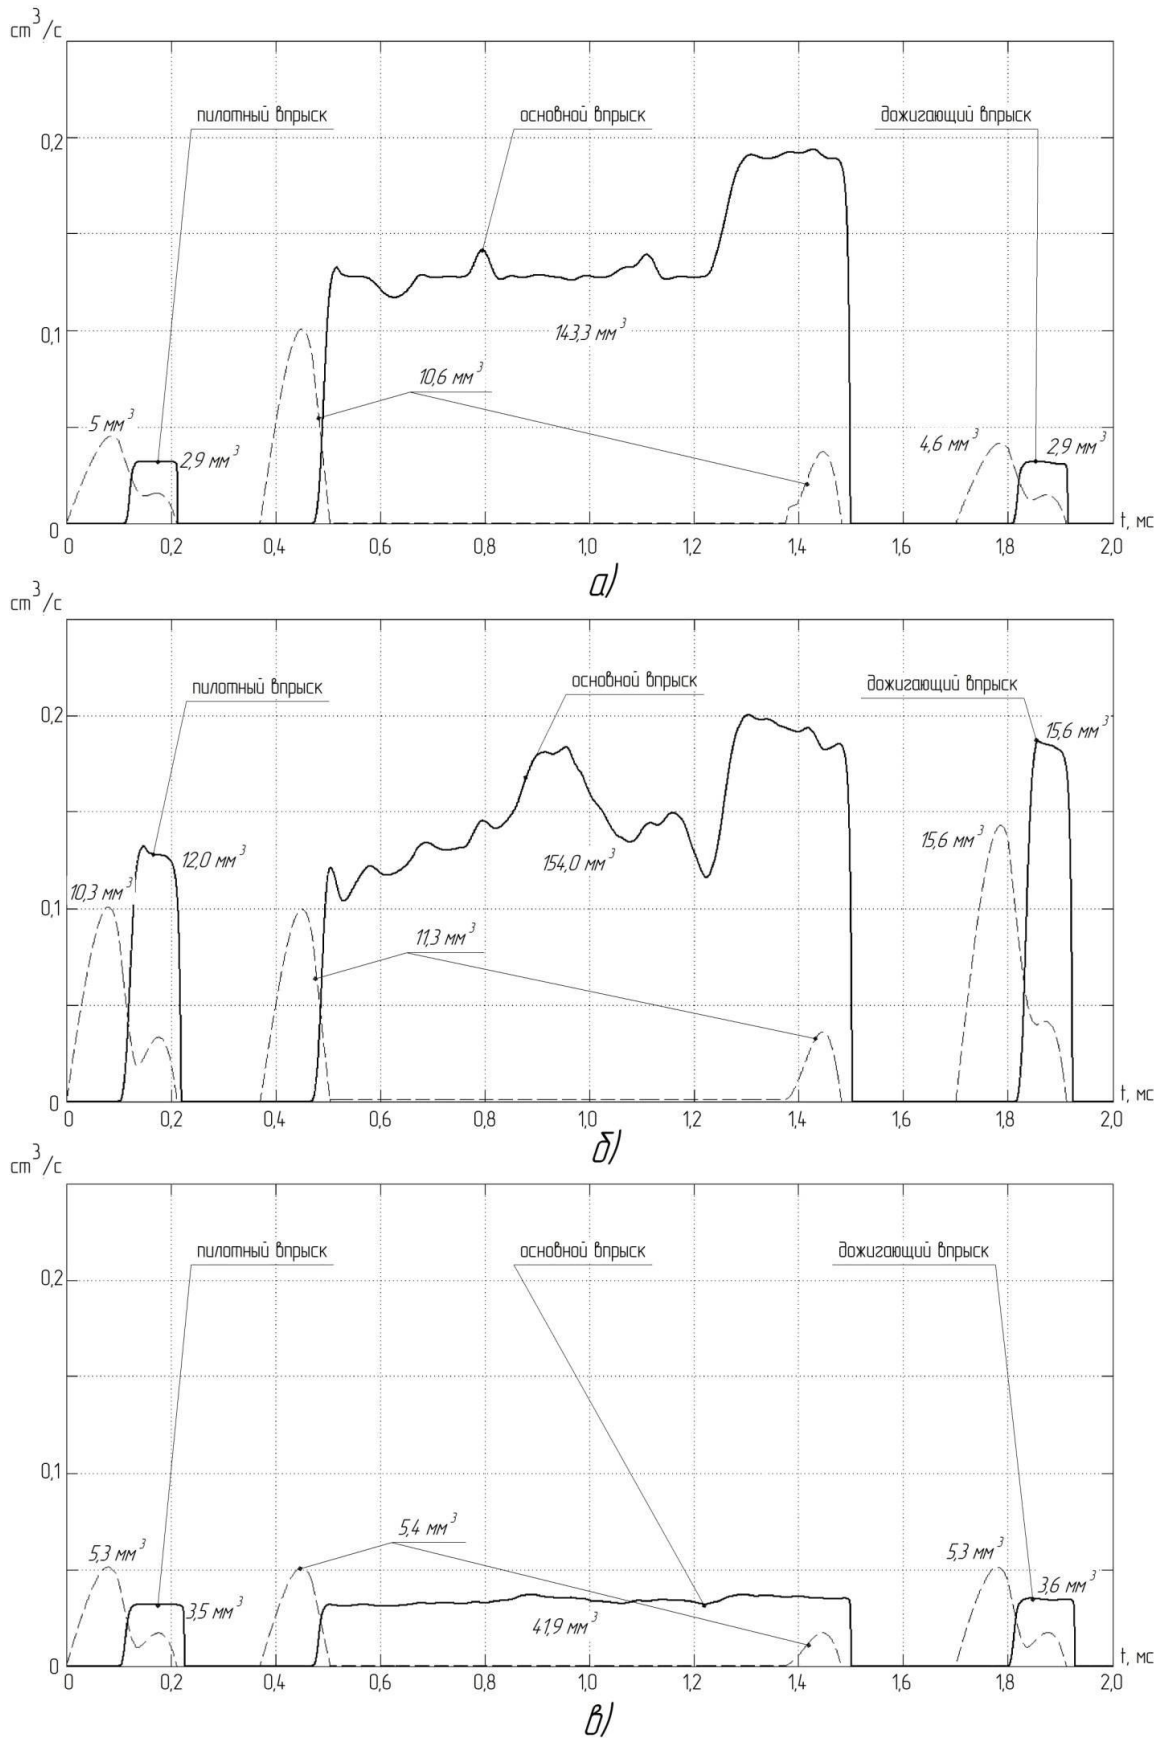 cm³/с
пилотный впрыск
основной впрыск
дожигающий впрыск
0,2
0,1
143,3 мм³
10,6 мм³
5 мм³
2,9 мм³
4,6 мм³
2,9 мм³
0
t, мс
0 0,2 0,4 0,6 0,8 1,0 1,2 1,4 1,6 1,8 2,0
а)
cm³/с
пилотный впрыск
основной впрыск
дожигающий впрыск
0,2
15,6 мм³
12,0 мм³
154,0 мм³
15,6 мм³
10,3 мм³
0,1
11,3 мм³
0
t, мс
0 0,2 0,4 0,6 0,8 1,0 1,2 1,4 1,6 1,8 2,0
б)
cm³/с
пилотный впрыск
основной впрыск
дожигающий впрыск
0,2
0,1
5,3 мм³
5,4 мм³
5,3 мм³
3,5 мм³
41,9 мм³
3,6 мм³
0
t, мс
0 0,2 0,4 0,6 0,8 1,0 1,2 1,4 1,6 1,8 2,0
в)